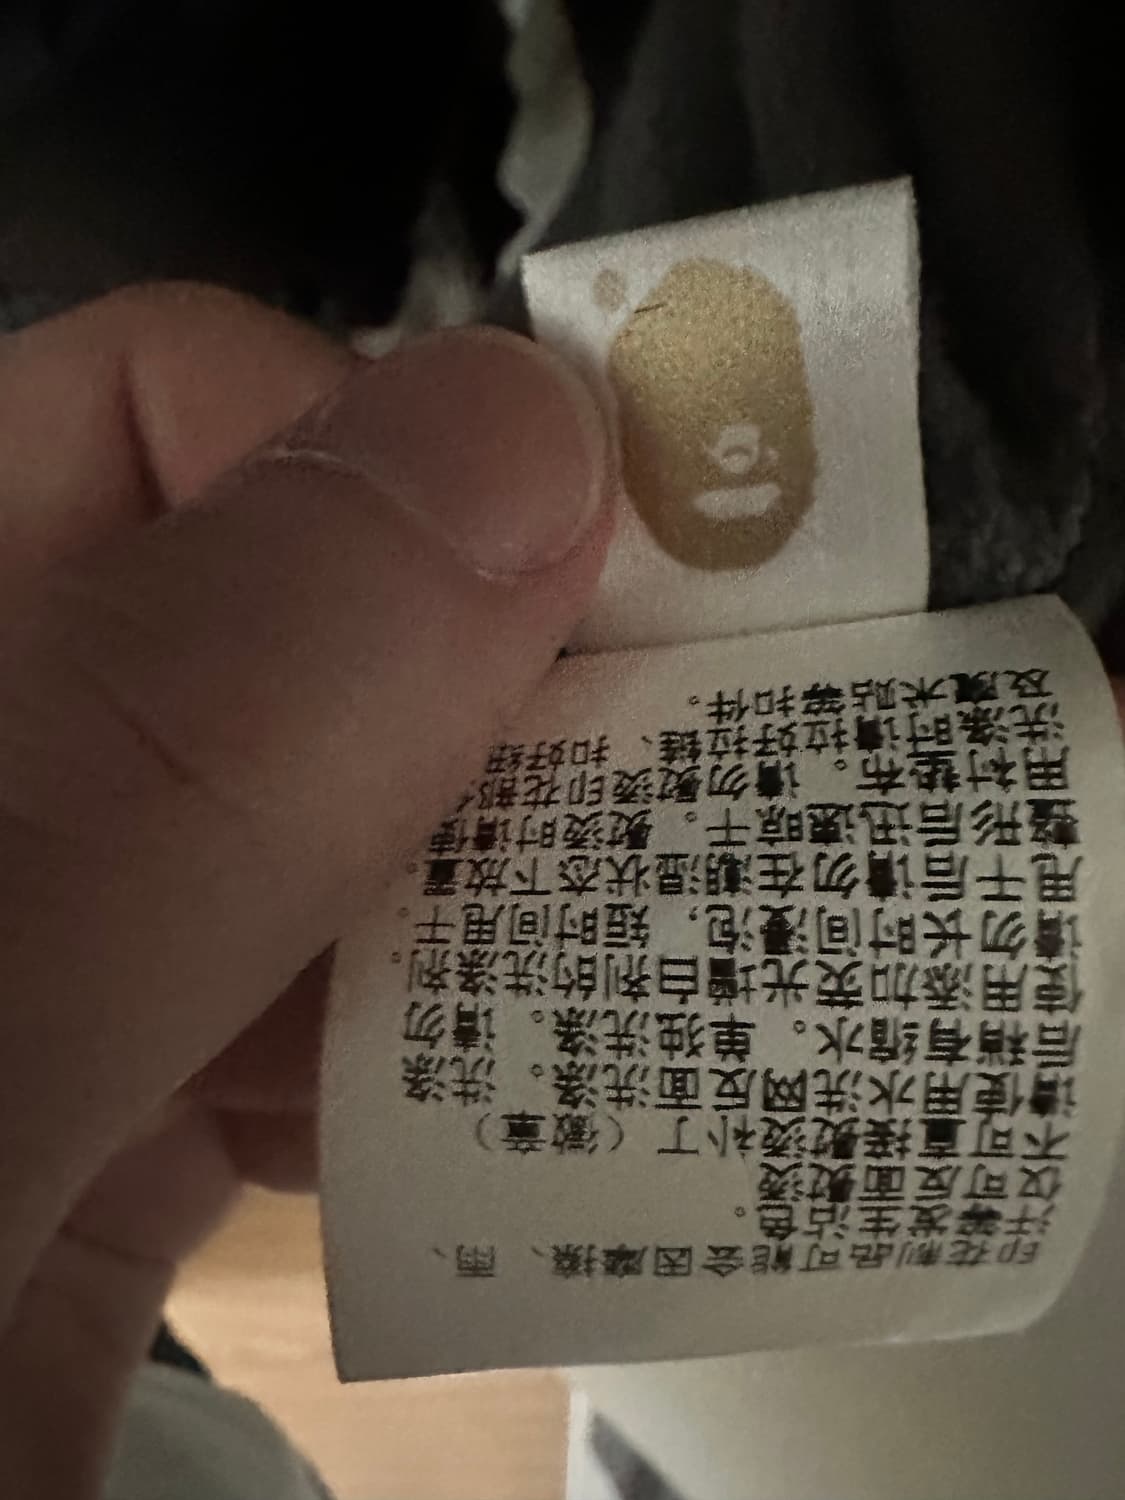 印花制品可能会因摩擦、雨、
汗等发生沾色。
仅可反面熨烫
不可直接熨烫补丁（徽章）
请使用水洗网反面洗涤。洗涤
后稍有缩水。单独洗涤。请勿
使用添加荧光增白剂的洗涤剂。
请勿长时间浸泡，短时间甩干。
甩干后请勿在潮湿状态下放置。
整形后迅速晾干。熨烫时请使
用衬垫布。请勿熨烫印花部
洗涤时请拉好拉链、扣好纽
及魔术贴等扣件。